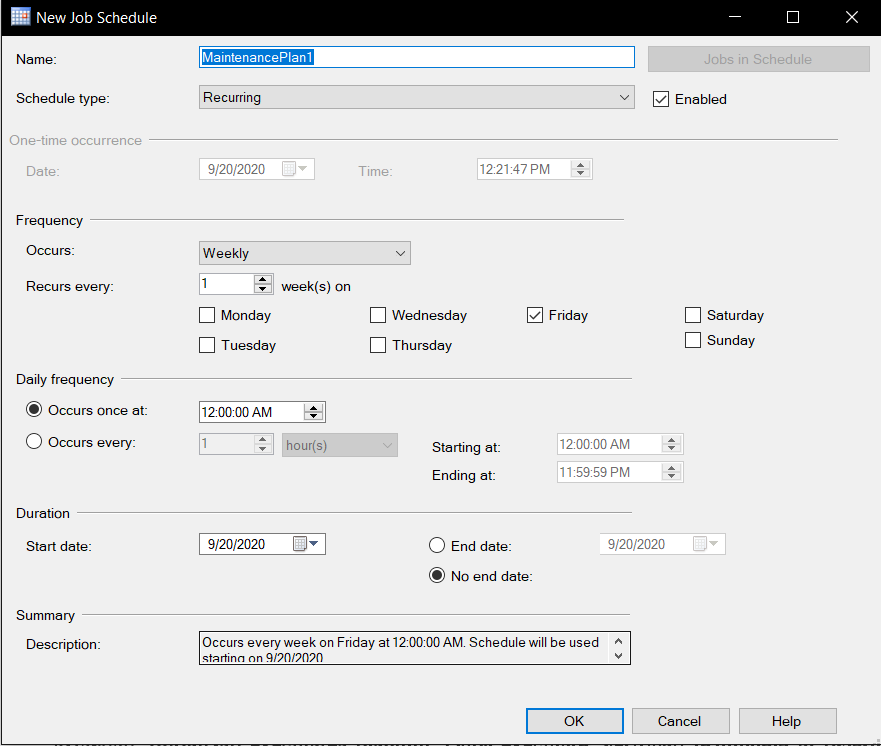 New Job Schedule
Name: MaintenancePlan1 Jobs in Schedule
Schedule type: Recurring Enabled
One-time occurrence
Date: 9/20/2020 Time: 12:21:47 PM
Frequency
Occurs: Weekly
Recurs every: 1 week(s) on
Monday Wednesday Friday Saturday
Tuesday Thursday Sunday
Daily frequency
Occurs once at: 12:00:00 AM
Occurs every: 1 hour(s) Starting at: 12:00:00 AM
Ending at: 11:59:59 PM
Duration
Start date: 9/20/2020 End date: 9/20/2020
No end date:
Summary
Description: Occurs every week on Friday at 12:00:00 AM. Schedule will be used
starting on 9/20/2020
OK Cancel Help